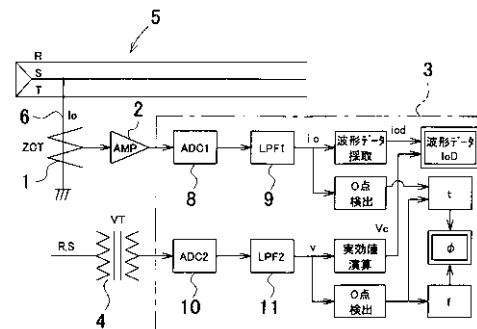 5
R
S
T
2
3
6
Io
ZCT
1
AMP
ADC1
8
LPF1
9
io
波形データ
採取
iod
波形データ
IoD
0点
検出
t
φ
VT
R,S
4
ADC2
10
LPF2
11
v
実効値
演算
Vc
0点
検出
f